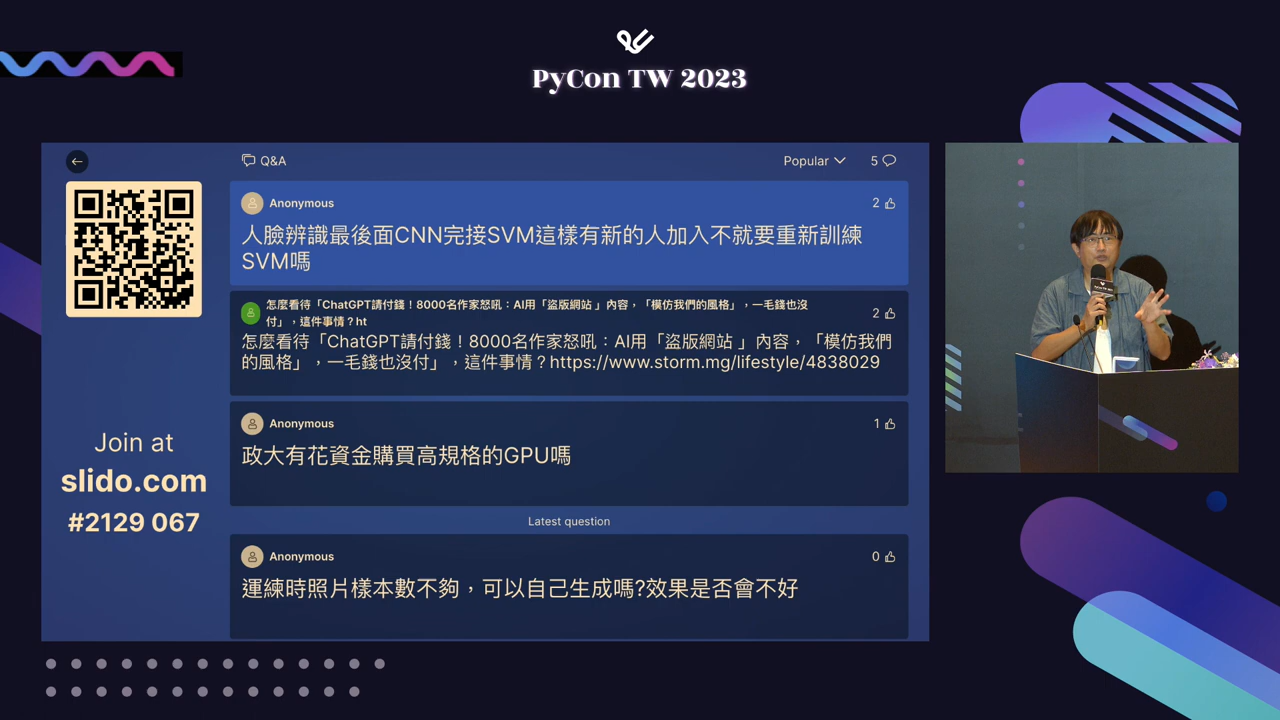 PyCon TW 2023
Q&A
Popular
5
Anonymous
2
人臉辨識最後面CNN完接SVM這樣有新的人加入不就要重新訓練
SVM嗎
怎麼看待「ChatGPT請付錢!8000名作家怒吼:AI用「盜版網站 」內容,「模仿我們的風格」,一毛錢也沒
付」,這件事情?ht
2
怎麼看待「ChatGPT請付錢!8000名作家怒吼:AI用「盜版網站 」內容,「模仿我們
的風格」,一毛錢也沒付」,這件事情?https://www.storm.mg/lifestyle/4838029
Anonymous
1
政大有花資金購買高規格的GPU嗎
Latest question
Anonymous
0
運練時照片樣本數不夠,可以自己生成嗎?效果是否會不好
Join at
slido.com
#2129 067